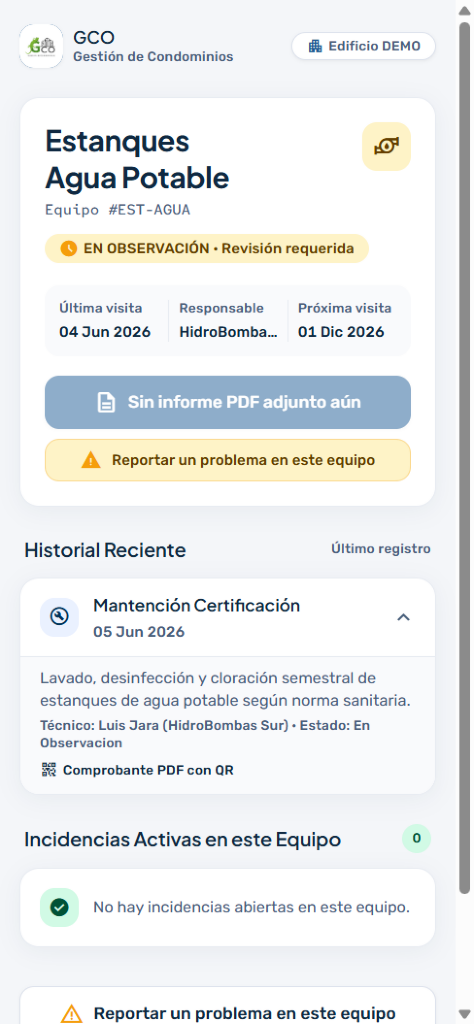 GCO
GCO
Gestión de Condominios
Edificio DEMO
Estanques
Agua Potable
Equipo #EST-AGUA
EN OBSERVACIÓN • Revisión requerida
Última visita
04 Jun 2026
Responsable
HidroBomba...
Próxima visita
01 Dic 2026
Sin informe PDF adjunto aún
Reportar un problema en este equipo
Historial Reciente
Último registro
Mantención Certificación
05 Jun 2026
Lavado, desinfección y cloración semestral de
estanques de agua potable según norma sanitaria.
Técnico: Luis Jara (HidroBombas Sur) • Estado: En
Observacion
Comprobante PDF con QR
Incidencias Activas en este Equipo
0
No hay incidencias abiertas en este equipo.
Reportar un problema en este equipo